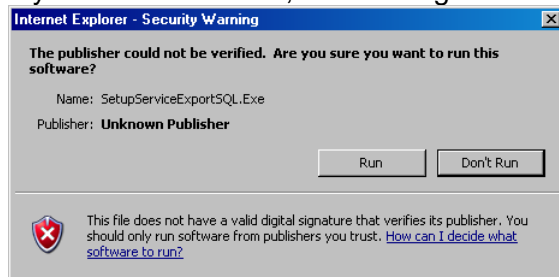 Internet Explorer - Security Warning
The publisher could not be verified. Are you sure you want to run this
software?
Name: SetupServiceExportSQL.Exe
Publisher: Unknown Publisher
Run
Don't Run
This file does not have a valid digital signature that verifies its publisher. You
should only run software from publishers you trust. How can I decide what
software to run?